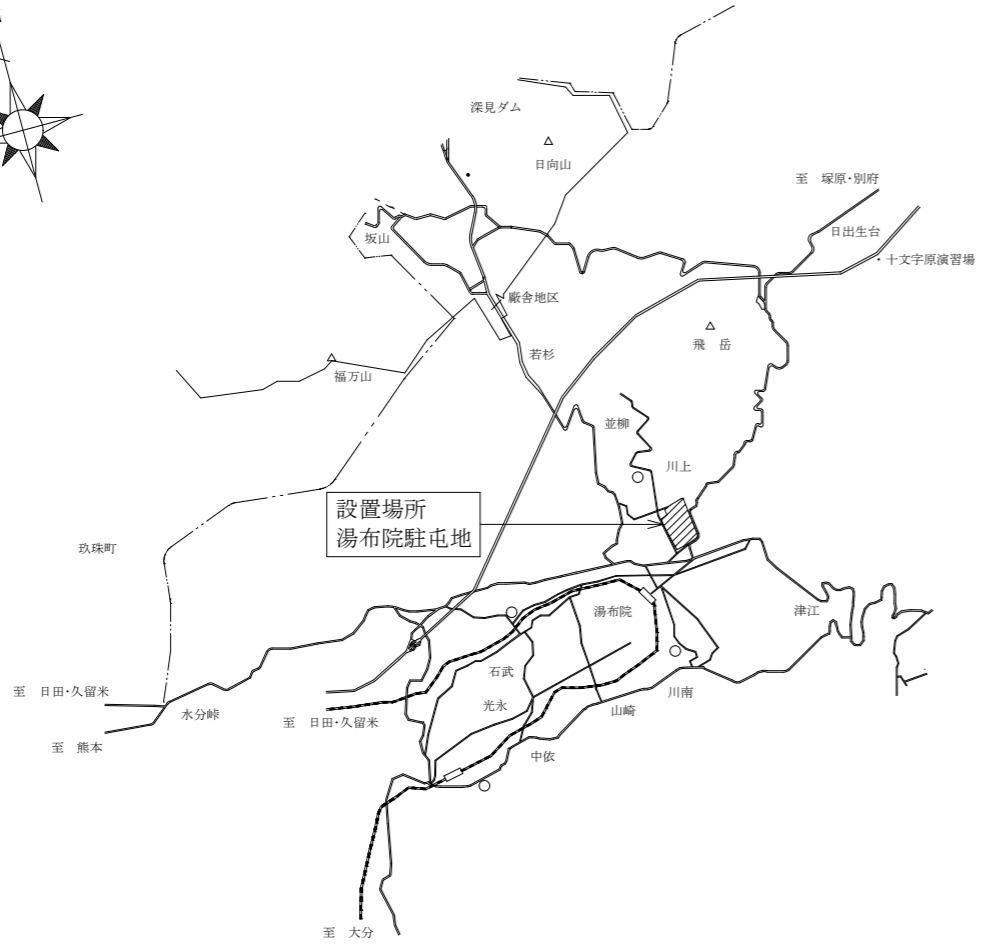 深見ダム
日向山
至　塚原・別府
坂山
日出生台
・十文字原演習場
廠舎地区
飛　岳
若杉
福万山
並柳
川上
設置場所
湯布院駐屯地
玖珠町
湯布院
津江
石武
至　日田・久留米
川南
光永
水分峠
山崎
至　日田・久留米
至　熊本
中依
至　大分